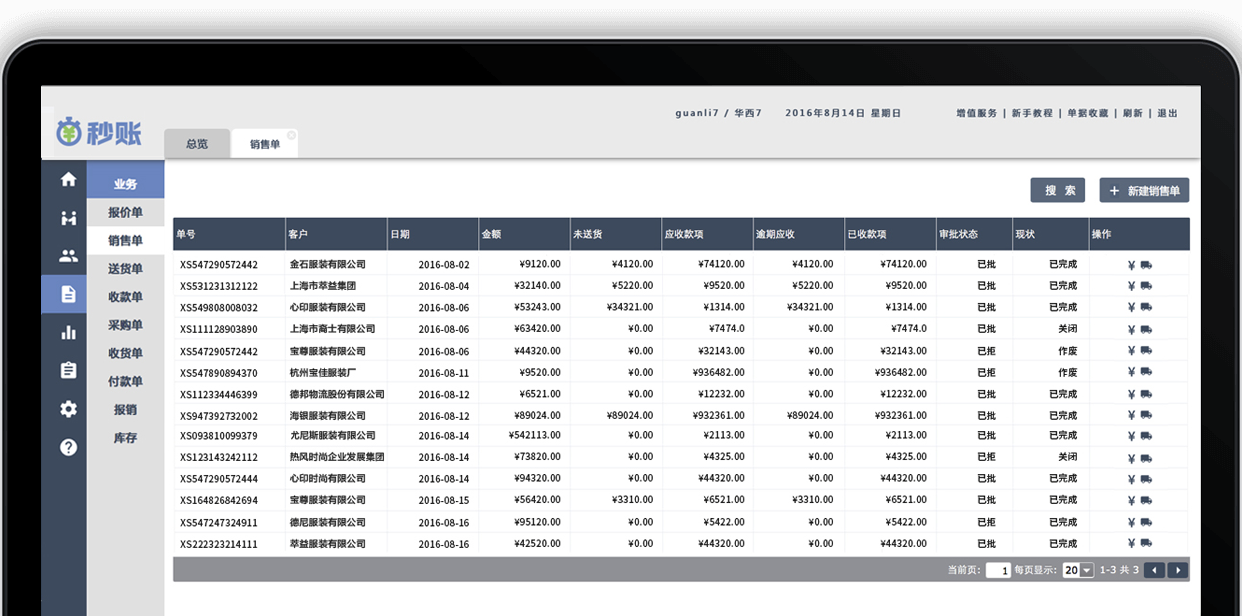 guanli7 / 华西7 2016年8月14日 星期日 增值服务 | 新手教程 | 单据收藏 | 刷新 | 退出
秒账
总览 销售单
业务
报价单
销售单
送货单
收款单
采购单
收货单
付款单
报销
库存
搜 索 + 新建销售单
单号 客户 日期 金额 未送货 应收款项 逾期应收 已收款项 审批状态 现状 操作
XS547290572442 金石服装有限公司 2016-08-02 ¥9120.00 ¥4120.00 ¥74120.00 ¥4120.00 ¥74120.00 已批 已完成 ¥
XS531231312122 上海市萃益集团 2016-08-04 ¥32140.00 ¥5220.00 ¥9520.00 ¥5220.00 ¥9520.00 已批 已完成 ¥
XS549808008032 心印服装有限公司 2016-08-06 ¥53243.00 ¥34321.00 ¥1314.00 ¥34321.00 ¥1314.00 已批 已完成 ¥
XS111128903890 上海市裔士有限公司 2016-08-06 ¥63420.00 ¥0.00 ¥7474.0 ¥0.00 ¥7474.0 已批 关闭 ¥
XS547290572442 宝尊服装有限公司 2016-08-06 ¥44320.00 ¥0.00 ¥32143.00 ¥0.00 ¥32143.00 已拒 作废 ¥
XS547890894370 杭州宝佳服装厂 2016-08-11 ¥9520.00 ¥0.00 ¥936482.00 ¥0.00 ¥936482.00 已拒 作废 ¥
XS112334446399 德邦物流股份有限公司 2016-08-12 ¥6521.00 ¥0.00 ¥12232.00 ¥0.00 ¥12232.00 已批 已完成 ¥
XS947392732002 海银服装有限公司 2016-08-12 ¥89024.00 ¥89024.00 ¥932361.00 ¥89024.00 ¥932361.00 已批 已完成 ¥
XS093810099379 尤尼斯服装有限公司 2016-08-14 ¥542113.00 ¥0.00 ¥2113.00 ¥0.00 ¥2113.00 已批 已完成 ¥
XS123143242112 热风时尚企业发展集团 2016-08-14 ¥73820.00 ¥0.00 ¥4325.00 ¥0.00 ¥4325.00 已拒 关闭 ¥
XS547290572444 心印时尚有限公司 2016-08-14 ¥94320.00 ¥0.00 ¥44320.00 ¥0.00 ¥44320.00 已批 已完成 ¥
XS164826842694 宝尊服装有限公司 2016-08-15 ¥56420.00 ¥3310.00 ¥6521.00 ¥3310.00 ¥6521.00 已批 已完成 ¥
XS547247324911 德尼服装有限公司 2016-08-16 ¥95120.00 ¥0.00 ¥5422.00 ¥0.00 ¥5422.00 已拒 已完成 ¥
XS222323214111 萃益服装有限公司 2016-08-16 ¥42520.00 ¥0.00 ¥44320.00 ¥0.00 ¥44320.00 已批 已完成 ¥
当前页: 1 每页显示: 20 1-3 共 3